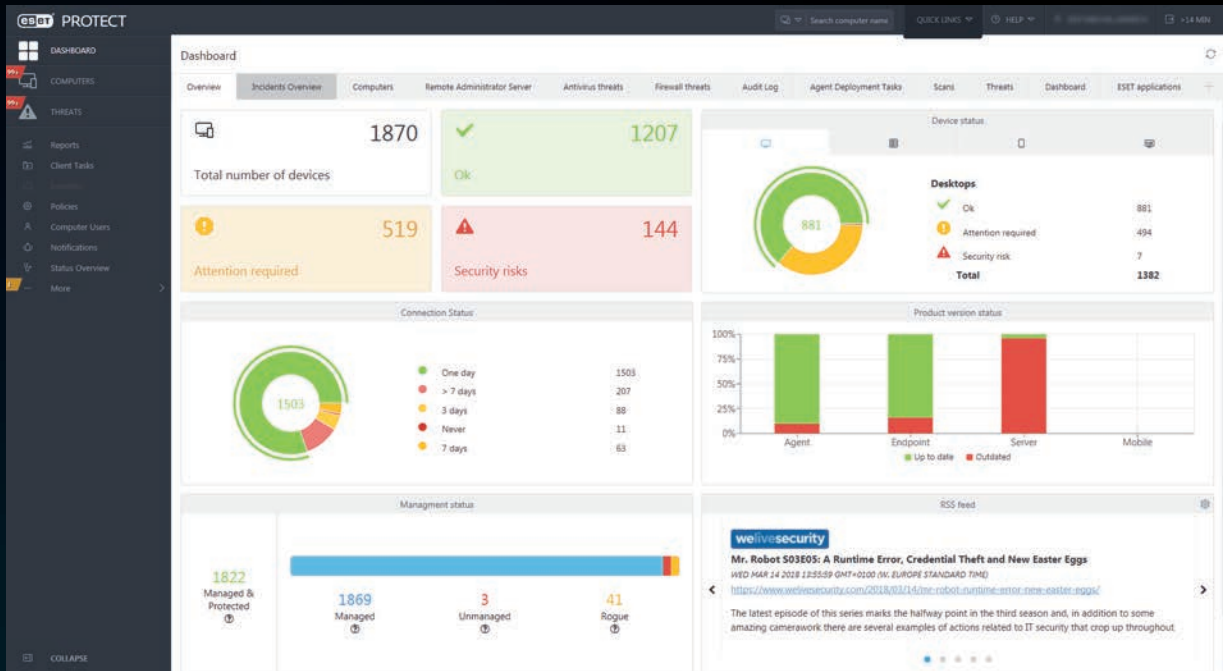 eseT PROTECT
Search computer name
QUICK LINKS
HELP
>14 MIN
DASHBOARD
99+
COMPUTERS
99+
THREATS
Reports
Client Tasks
Policies
Computer Users
Notifications
Status Overview
More
COLLAPSE
Dashboard
Overview Incidents Overview Computers Remote Administrator Server Antivirus threats Firewall threats Audit Log Agent Deployment Tasks Scans Threats Dashboard ESET applications
1870
Total number of devices
1207
Ok
519
Attention required
144
Security risks
Device status
881
Desktops
Ok 881
Attention required 494
Security risk 7
Total 1382
Connection Status
1503
One day 1503
> 7 days 207
3 days 88
Never 11
7 days 63
Product version status
100%
75%
50%
25%
0%
Agent Endpoint Server Mobile
Up to date Outdated
Managment status
1822
Managed &
Protected
1869
Managed
3
Unmanaged
41
Rogue
RSS feed
welivesecurity
Mr. Robot S03E05: A Runtime Error, Credential Theft and New Easter Eggs
WED MAR 14 2018 13:55:59 GMT+0100 (W. EUROPE STANDARD TIME)
https://www.welivesecurity.com/2018/03/14/mr-robot-runtime-error-new-easter-eggs/
The latest episode of this series marks the halfway point in the third season and, in addition to some
amazing camerawork there are several examples of actions related to IT security that crop up throughout